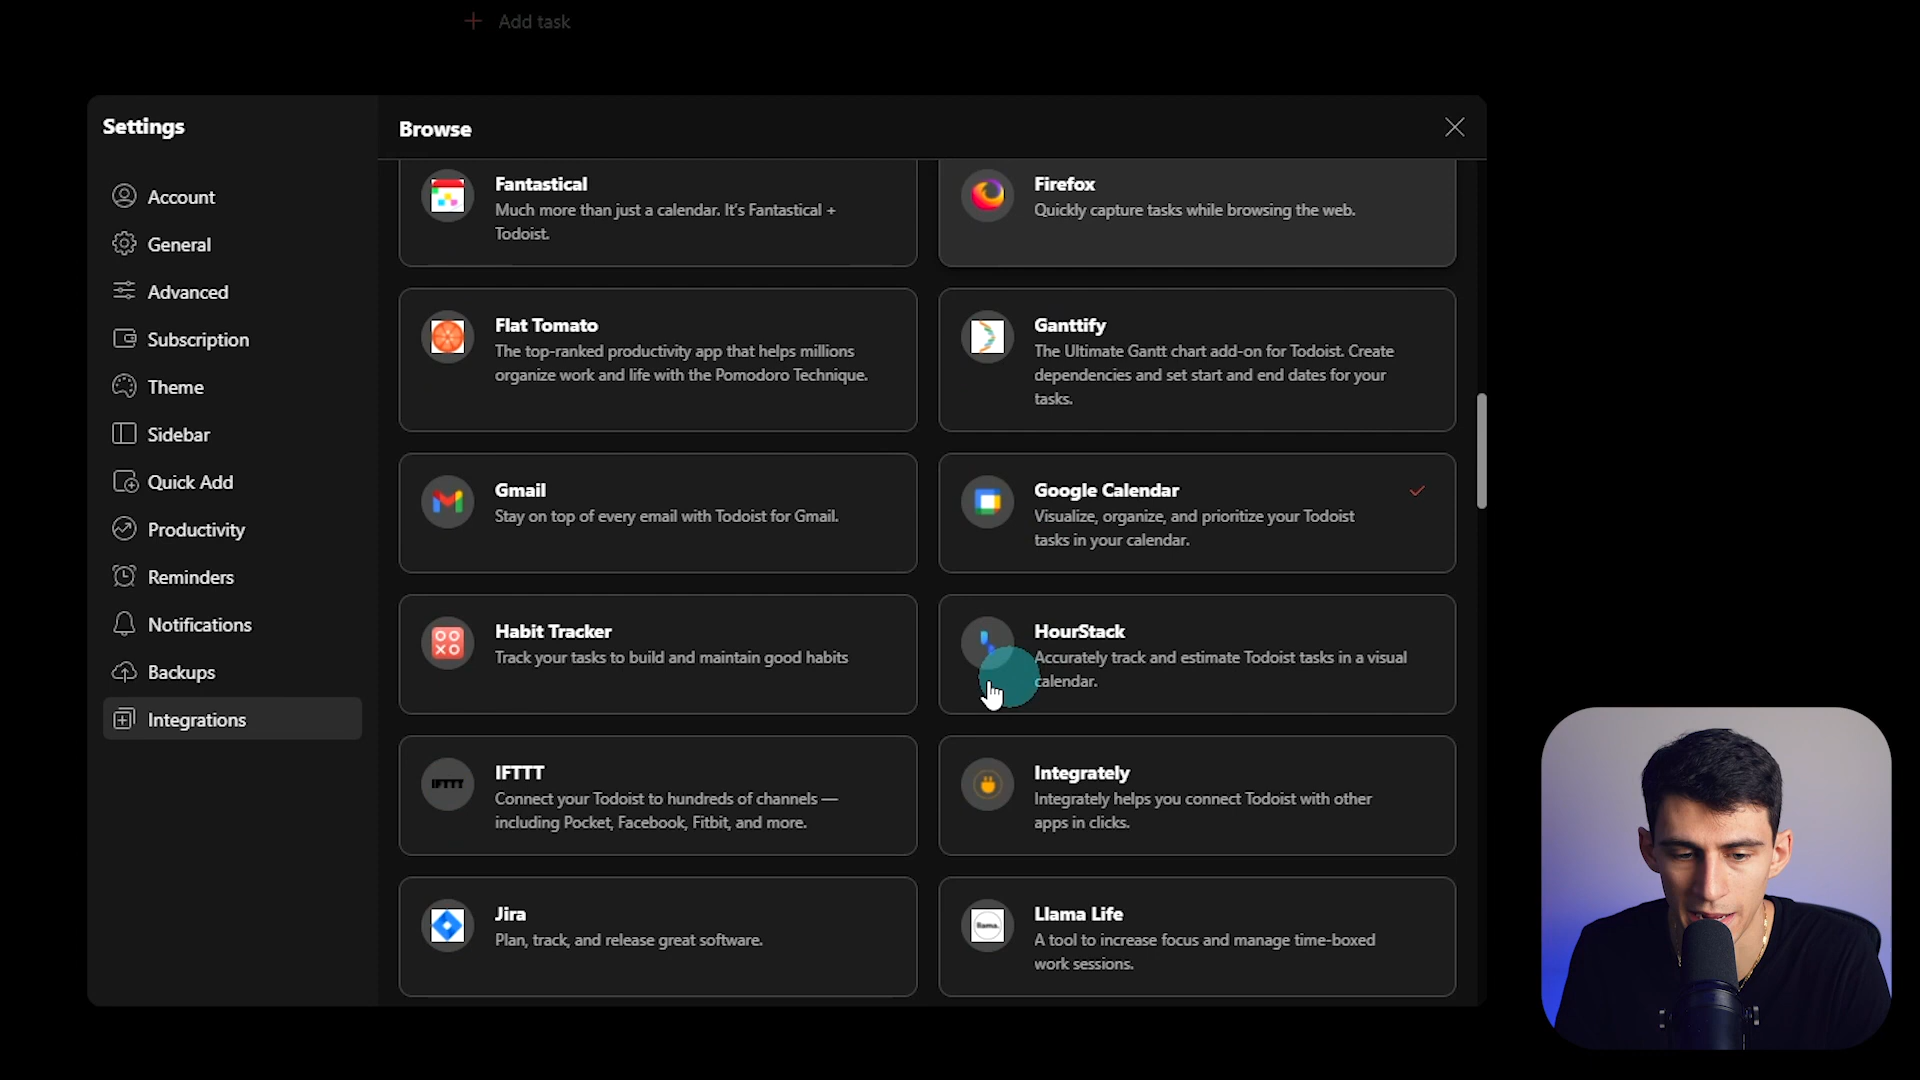 Add task
Settings
Browse
Account
General
Advanced
Subscription
Theme
Sidebar
Quick Add
Productivity
Reminders
Notifications
Backups
Integrations
Fantastical
Much more than just a calendar. It's Fantastical +
Todoist.
Firefox
Quickly capture tasks while browsing the web.
Flat Tomato
The top-ranked productivity app that helps millions
organize work and life with the Pomodoro Technique.
Ganttify
The Ultimate Gantt chart add-on for Todoist. Create
dependencies and set start and end dates for your
tasks.
Gmail
Stay on top of every email with Todoist for Gmail.
Google Calendar
Visualize, organize, and prioritize your Todoist
tasks in your calendar.
Habit Tracker
Track your tasks to build and maintain good habits
HourStack
Accurately track and estimate Todoist tasks in a visual
calendar.
IFTTT
IFTTT
Connect your Todoist to hundreds of channels —
including Pocket, Facebook, Fitbit, and more.
Integrately
Integrately helps you connect Todoist with other
apps in clicks.
Jira
Plan, track, and release great software.
llama.
Llama Life
A tool to increase focus and manage time-boxed
work sessions.